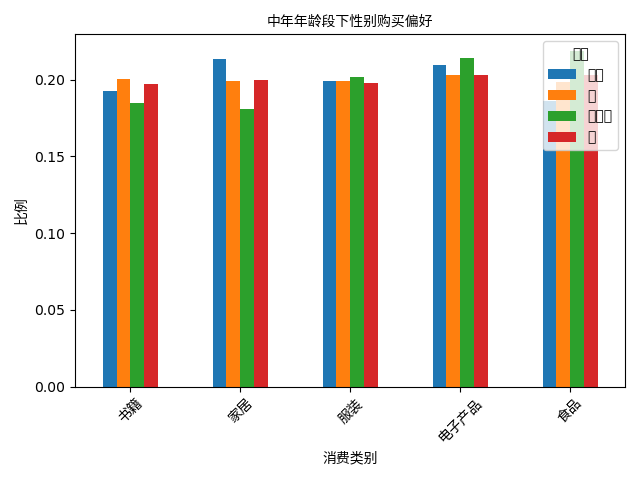 中年年龄段下性别购买偏好
比例
0.20
0.15
0.10
0.05
0.00
书籍
家居
服装
电子产品
食品
消费类别